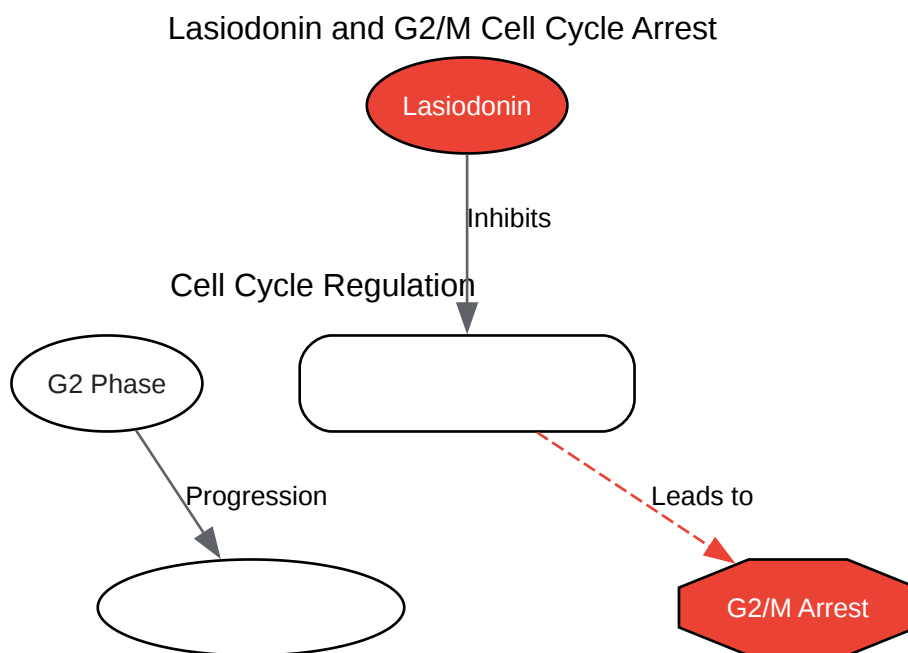 Lasiodonin and G2/M Cell Cycle Arrest
Lasiodonin
Inhibits
Cell Cycle Regulation
G2 Phase
Progression
Leads to
G2/M Arrest